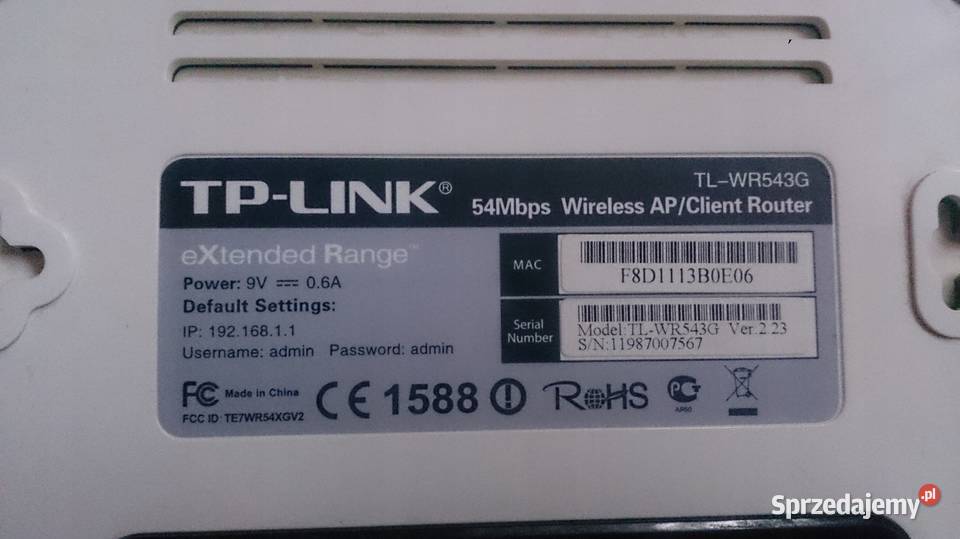 TP-LINK®
TL-WR543G
54Mbps Wireless AP/Client Router
eXtended Range™
Power: 9V ⎓ 0.6A
Default Settings:
IP: 192.168.1.1
Username: admin Password: admin
MAC
F8D1113B0E06
Serial Number
Model:TL-WR543G Ver:2.23
S/N:11987007567
FC Made in China
FCC ID: TE7WR54XGV2
CE 1588
RoHS
АЯ60
Sprzedajemy.pl